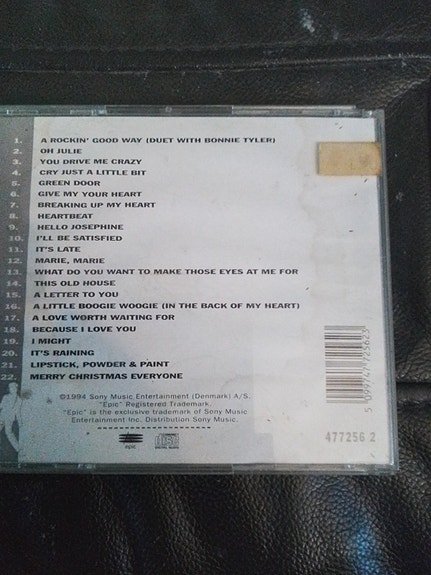 1. A ROCKIN' GOOD WAY (DUET WITH BONNIE TYLER)
2. OH JULIE
3. YOU DRIVE ME CRAZY
4. CRY JUST A LITTLE BIT
5. GREEN DOOR
6. GIVE MY YOUR HEART
7. BREAKING UP MY HEART
8. HEARTBEAT
9. HELLO JOSEPHINE
10. I'LL BE SATISFIED
11. IT'S LATE
12. MARIE, MARIE
13. WHAT DO YOU WANT TO MAKE THOSE EYES AT ME FOR
14. THIS OLD HOUSE
15. A LETTER TO YOU
16. A LITTLE BOOGIE WOOGIE (IN THE BACK OF MY HEART)
17. A LOVE WORTH WAITING FOR
18. BECAUSE I LOVE YOU
19. I MIGHT
20. IT'S RAINING
21. LIPSTICK, POWDER & PAINT
22. MERRY CHRISTMAS EVERYONE
©1994 Sony Music Entertainment (Denmark) A/S.
"Epic" Registered Trademark.
"Epic" is the exclusive trademark of Sony Music
Entertainment Inc. Distribution Sony Music.
epic
5 099747 725623
477256 2